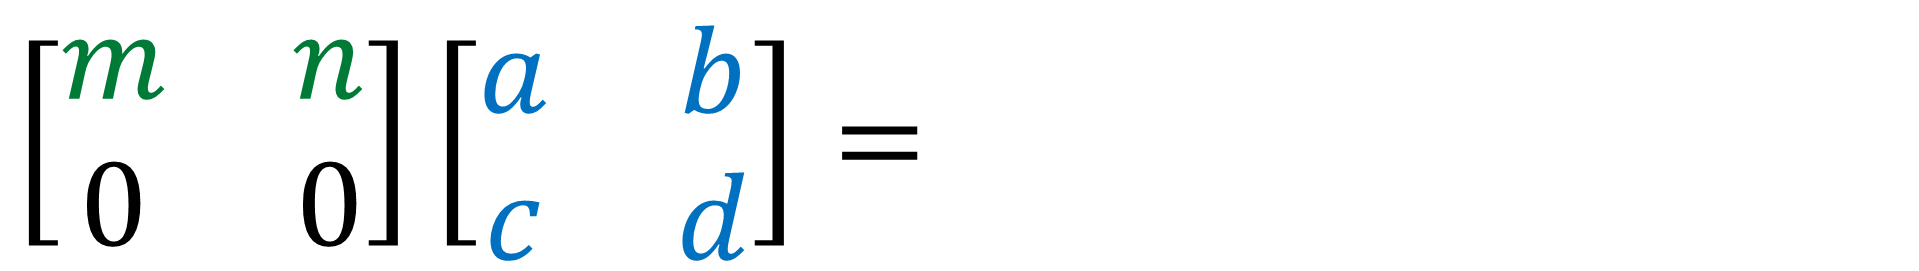 [m n] [a b] =
[0 0] [c d]